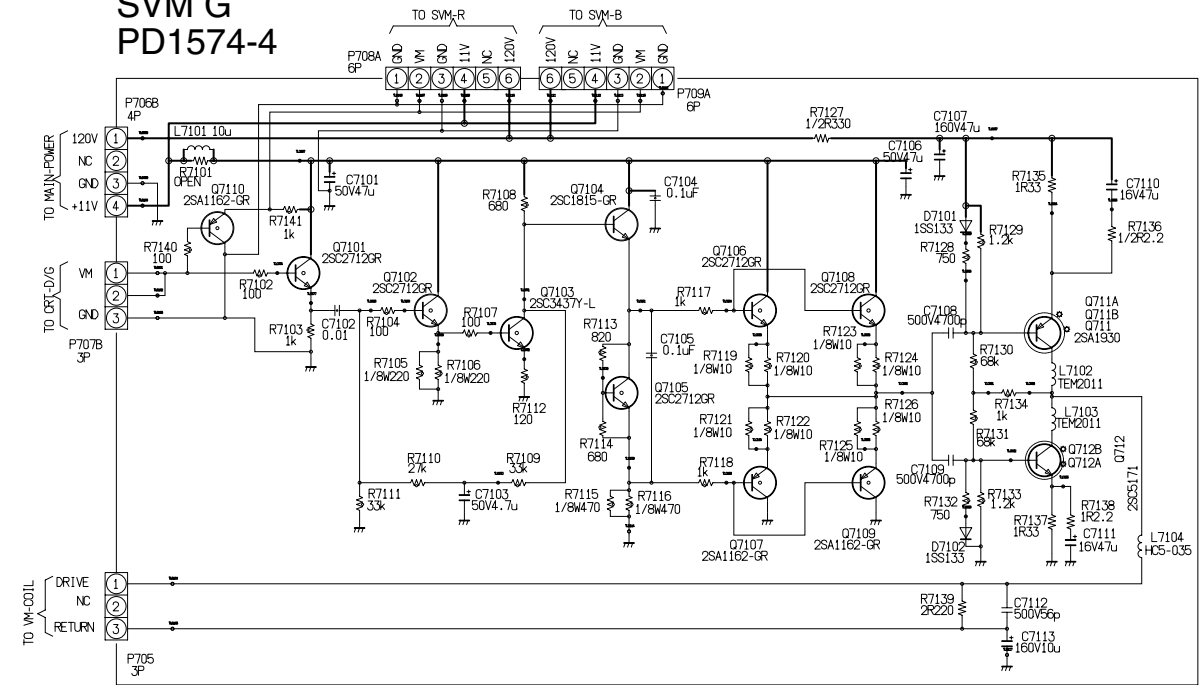 SVM G
PD1574-4
TO SVM-R
TO SVM-B
P708A
6P
GND
VM
GND
11V
NC
120V
120V
NC
11V
GND
VM
GND
1
2
3
4
5
6
6
5
4
3
2
1
P709A
6P
P706B
4P
TO MAIN-POWER
120V
NC
GND
+11V
1
2
3
4
L7101 10u
R7101
OPEN
Q7110
2SA1162-GR
R7140
100
R7141
1k
C7101
50V47u
R7102
100
Q7101
2SC2712GR
R7103
1k
TO CRT-D/G
VM
GND
1
2
3
P707B
3P
C7102
0.01
R7104
100
Q7102
2SC2712GR
R7105
1/8W220
R7106
1/8W220
R7107
100
Q7103
2SC3437Y-L
R7108
680
R7112
120
R7110
27k
R7109
33k
R7111
33k
C7103
50V4.7u
Q7104
2SC1815-GR
C7104
0.1uF
R7113
820
C7105
0.1uF
Q7105
2SC2712GR
R7114
680
R7115
1/8W470
R7116
1/8W470
R7117
1k
R7118
1k
Q7106
2SC2712GR
R7119
1/8W10
R7120
1/8W10
R7121
1/8W10
R7122
1/8W10
Q7107
2SA1162-GR
Q7108
2SC2712GR
R7123
1/8W10
R7124
1/8W10
R7125
1/8W10
R7126
1/8W10
Q7109
2SA1162-GR
R7127
1/2R330
C7106
50V47u
C7107
160V47u
D7101
1SS133
R7128
750
R7129
1.2k
C7108
500V4700p
R7130
68k
R7131
68k
R7134
1k
C7109
500V4700p
R7132
750
R7133
1.2k
D7102
1SS133
R7135
1R33
C7110
16V47u
R7136
1/2R2.2
Q711A
Q711B
Q711
2SA1930
L7102
TEM2011
L7103
TEM2011
Q712B
Q712A
Q712
2SC5171
R7137
1R33
R7138
1R2.2
C7111
16V47u
L7104
HC5-035
TO VM-COIL
DRIVE
NC
RETURN
1
2
3
P705
3P
R7139
2R220
C7112
500V56p
C7113
160V10u